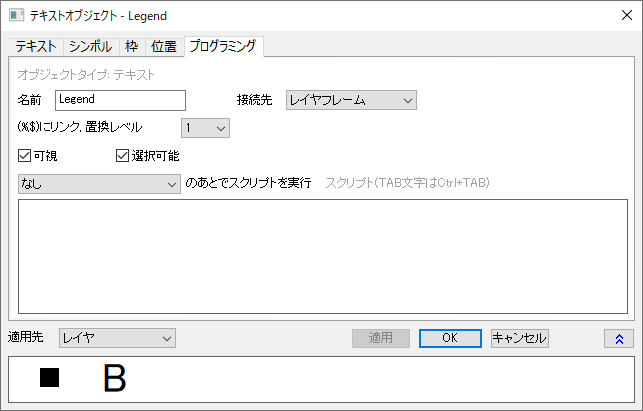 テキストオブジェクト - Legend
テキスト シンボル 枠 位置 プログラミング
オブジェクトタイプ: テキスト
名前 Legend 接続先 レイヤフレーム
(%,$)にリンク, 置換レベル 1
可視 選択可能
なし のあとでスクリプトを実行 スクリプト(TAB文字はCtrl+TAB)
適用先 レイヤ 適用 OK キャンセル
B